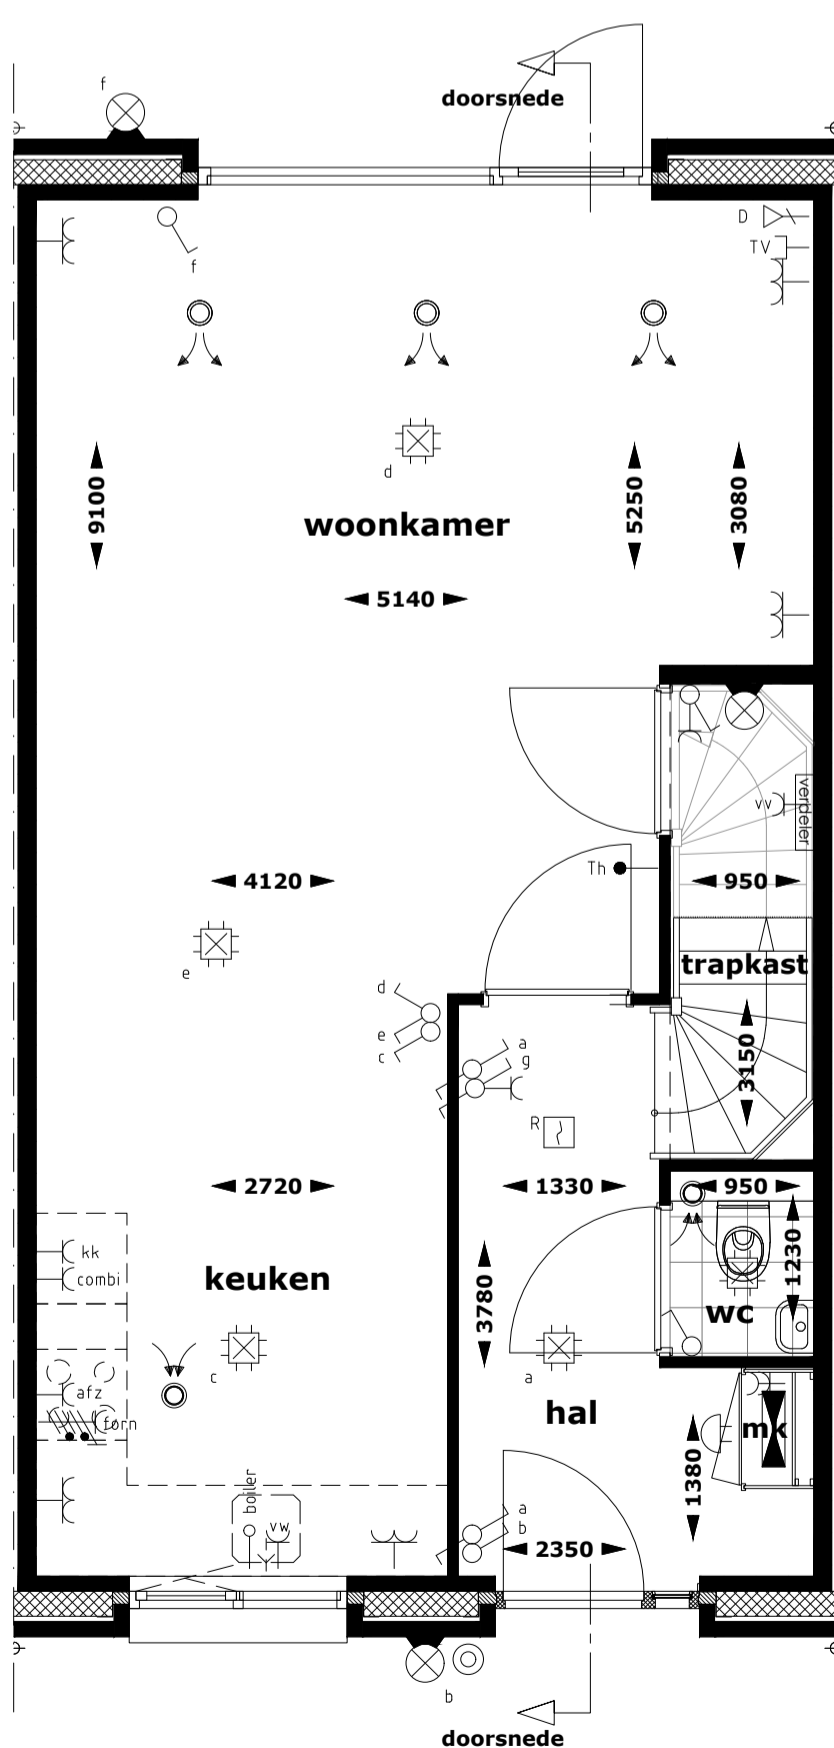 f
doorsnede
D
TV
f
d
9100
woonkamer
5250
3080
5140
vv
verdeler
4120
Th
950
e
trapkast
d
e
c
a
g
3150
R
2720
1330
950
kk
combi
keuken
3780
1230
wc
c
a
afz
forn
hal
mk
1380
boiler
vw
a
b
2350
b
doorsnede